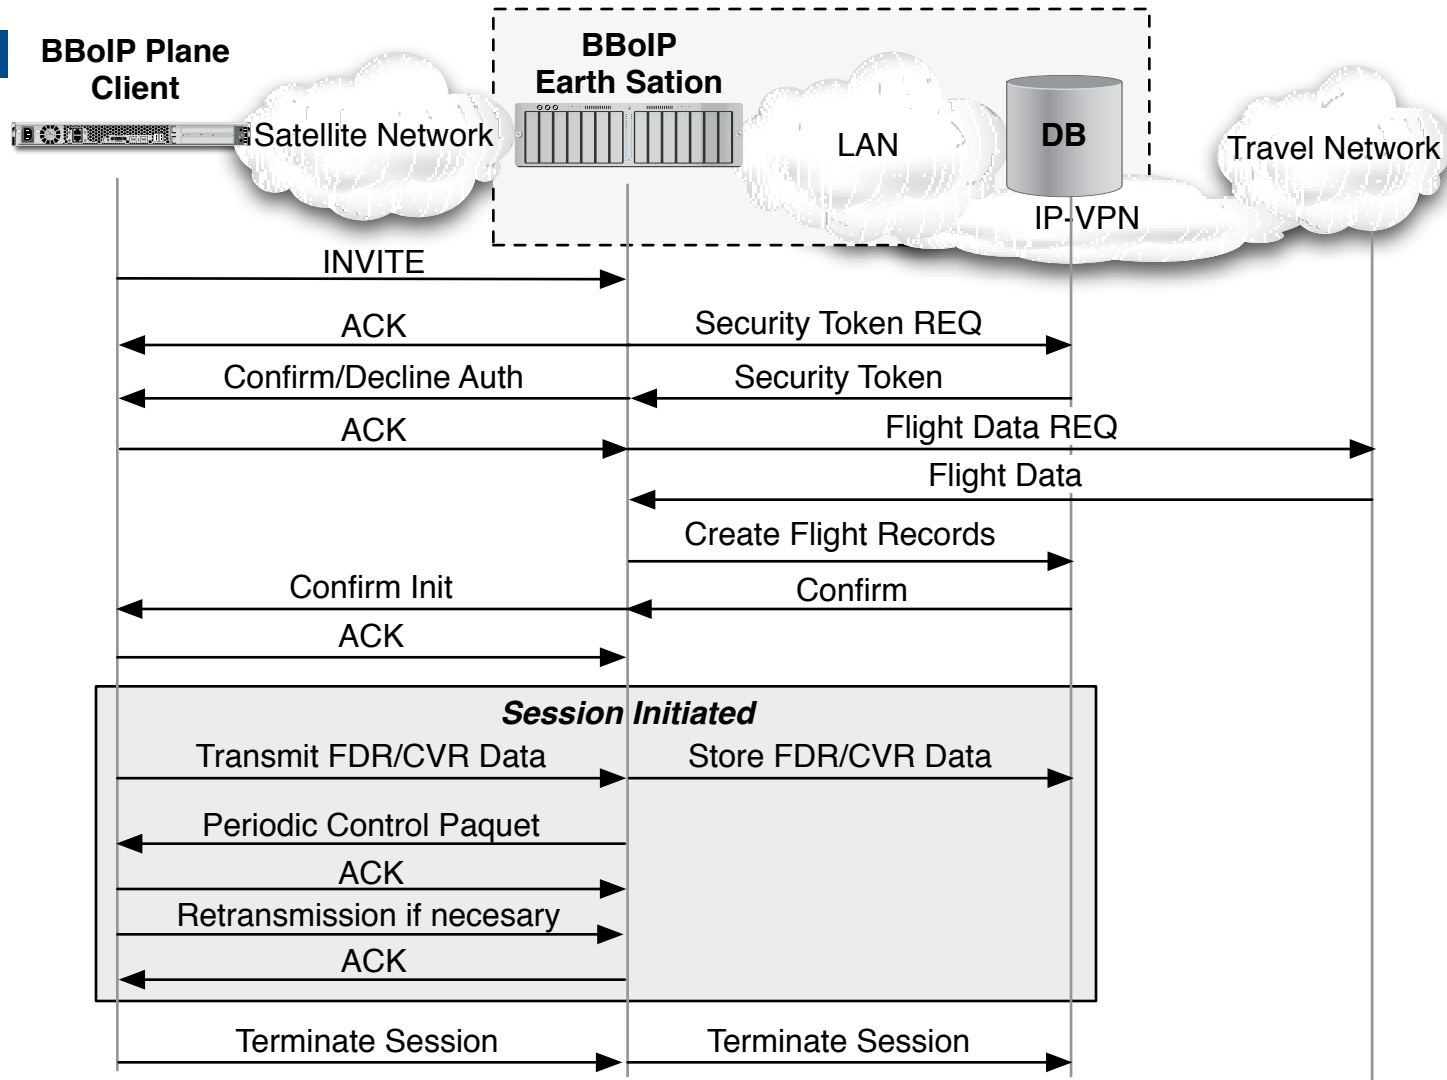 BBoIP Plane
Client
BBoIP
Earth Sation
Satellite Network
LAN
DB
Travel Network
IP-VPN
INVITE
ACK
Security Token REQ
Confirm/Decline Auth
Security Token
ACK
Flight Data REQ
Flight Data
Create Flight Records
Confirm Init
Confirm
ACK
Session Initiated
Transmit FDR/CVR Data
Store FDR/CVR Data
Periodic Control Paquet
ACK
Retransmission if necesary
ACK
Terminate Session
Terminate Session